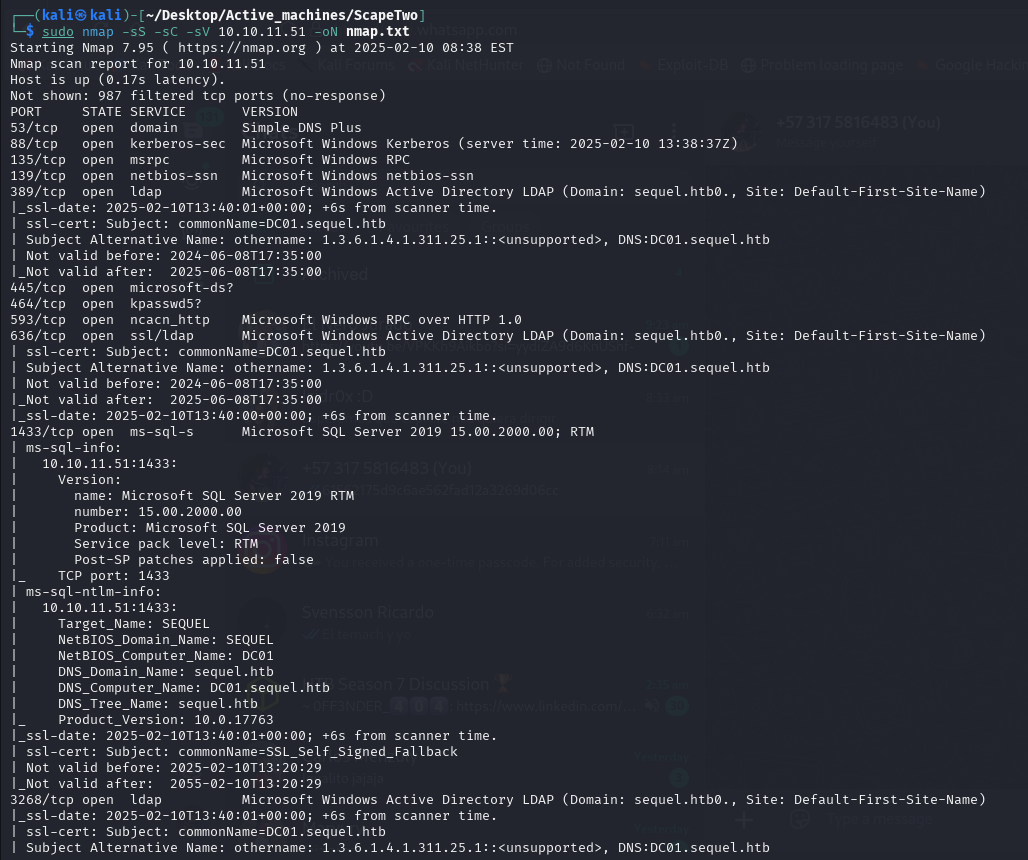 ┌──(kali㉿kali)-[~/Desktop/Active_machines/ScapeTwo]
└─$ sudo nmap -sS -sC -sV 10.10.11.51 -oN nmap.txt
Starting Nmap 7.95 ( https://nmap.org ) at 2025-02-10 08:38 EST
Nmap scan report for 10.10.11.51
Host is up (0.17s latency).
Not shown: 987 filtered tcp ports (no-response)
PORT     STATE SERVICE       VERSION
53/tcp   open  domain        Simple DNS Plus
88/tcp   open  kerberos-sec  Microsoft Windows Kerberos (server time: 2025-02-10 13:38:37Z)
135/tcp  open  msrpc         Microsoft Windows RPC
139/tcp  open  netbios-ssn   Microsoft Windows netbios-ssn
389/tcp  open  ldap          Microsoft Windows Active Directory LDAP (Domain: sequel.htb0., Site: Default-First-Site-Name)
|_ssl-date: 2025-02-10T13:40:01+00:00; +6s from scanner time.
| ssl-cert: Subject: commonName=DC01.sequel.htb
| Subject Alternative Name: othername: 1.3.6.1.4.1.311.25.1::<unsupported>, DNS:DC01.sequel.htb
| Not valid before: 2024-06-08T17:35:00
|_Not valid after:  2025-06-08T17:35:00
445/tcp  open  microsoft-ds?
464/tcp  open  kpasswd5?
593/tcp  open  ncacn_http    Microsoft Windows RPC over HTTP 1.0
636/tcp  open  ssl/ldap      Microsoft Windows Active Directory LDAP (Domain: sequel.htb0., Site: Default-First-Site-Name)
| ssl-cert: Subject: commonName=DC01.sequel.htb
| Subject Alternative Name: othername: 1.3.6.1.4.1.311.25.1::<unsupported>, DNS:DC01.sequel.htb
| Not valid before: 2024-06-08T17:35:00
|_Not valid after:  2025-06-08T17:35:00
|_ssl-date: 2025-02-10T13:40:00+00:00; +6s from scanner time.
1433/tcp open  ms-sql-s      Microsoft SQL Server 2019 15.00.2000.00; RTM
| ms-sql-info:
|   10.10.11.51:1433:
|     Version:
|       name: Microsoft SQL Server 2019 RTM
|       number: 15.00.2000.00
|       Product: Microsoft SQL Server 2019
|       Service pack level: RTM
|       Post-SP patches applied: false
|_    TCP port: 1433
| ms-sql-ntlm-info:
|   10.10.11.51:1433:
|     Target_Name: SEQUEL
|     NetBIOS_Domain_Name: SEQUEL
|     NetBIOS_Computer_Name: DC01
|     DNS_Domain_Name: sequel.htb
|     DNS_Computer_Name: DC01.sequel.htb
|     DNS_Tree_Name: sequel.htb
|_    Product_Version: 10.0.17763
|_ssl-date: 2025-02-10T13:40:01+00:00; +6s from scanner time.
| ssl-cert: Subject: commonName=SSL_Self_Signed_Fallback
| Not valid before: 2025-02-10T13:20:29
|_Not valid after:  2055-02-10T13:20:29
3268/tcp open  ldap          Microsoft Windows Active Directory LDAP (Domain: sequel.htb0., Site: Default-First-Site-Name)
|_ssl-date: 2025-02-10T13:40:01+00:00; +6s from scanner time.
| ssl-cert: Subject: commonName=DC01.sequel.htb
| Subject Alternative Name: othername: 1.3.6.1.4.1.311.25.1::<unsupported>, DNS:DC01.sequel.htb